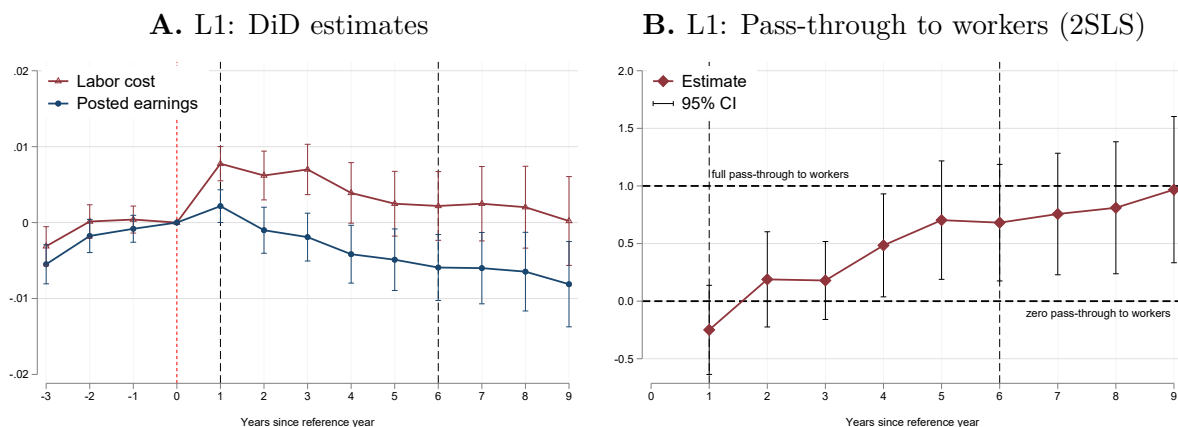 A. L1: DiD estimates
.02
.01
0
-.01
-.02
Labor cost
Posted earnings
-3 -2 -1 0 1 2 3 4 5 6 7 8 9
Years since reference year
B. L1: Pass-through to workers (2SLS)
2.0
1.5
1.0
0.5
0.0
-0.5
Estimate
95% CI
full pass-through to workers
zero pass-through to workers
0 1 2 3 4 5 6 7 8 9
Years since reference year